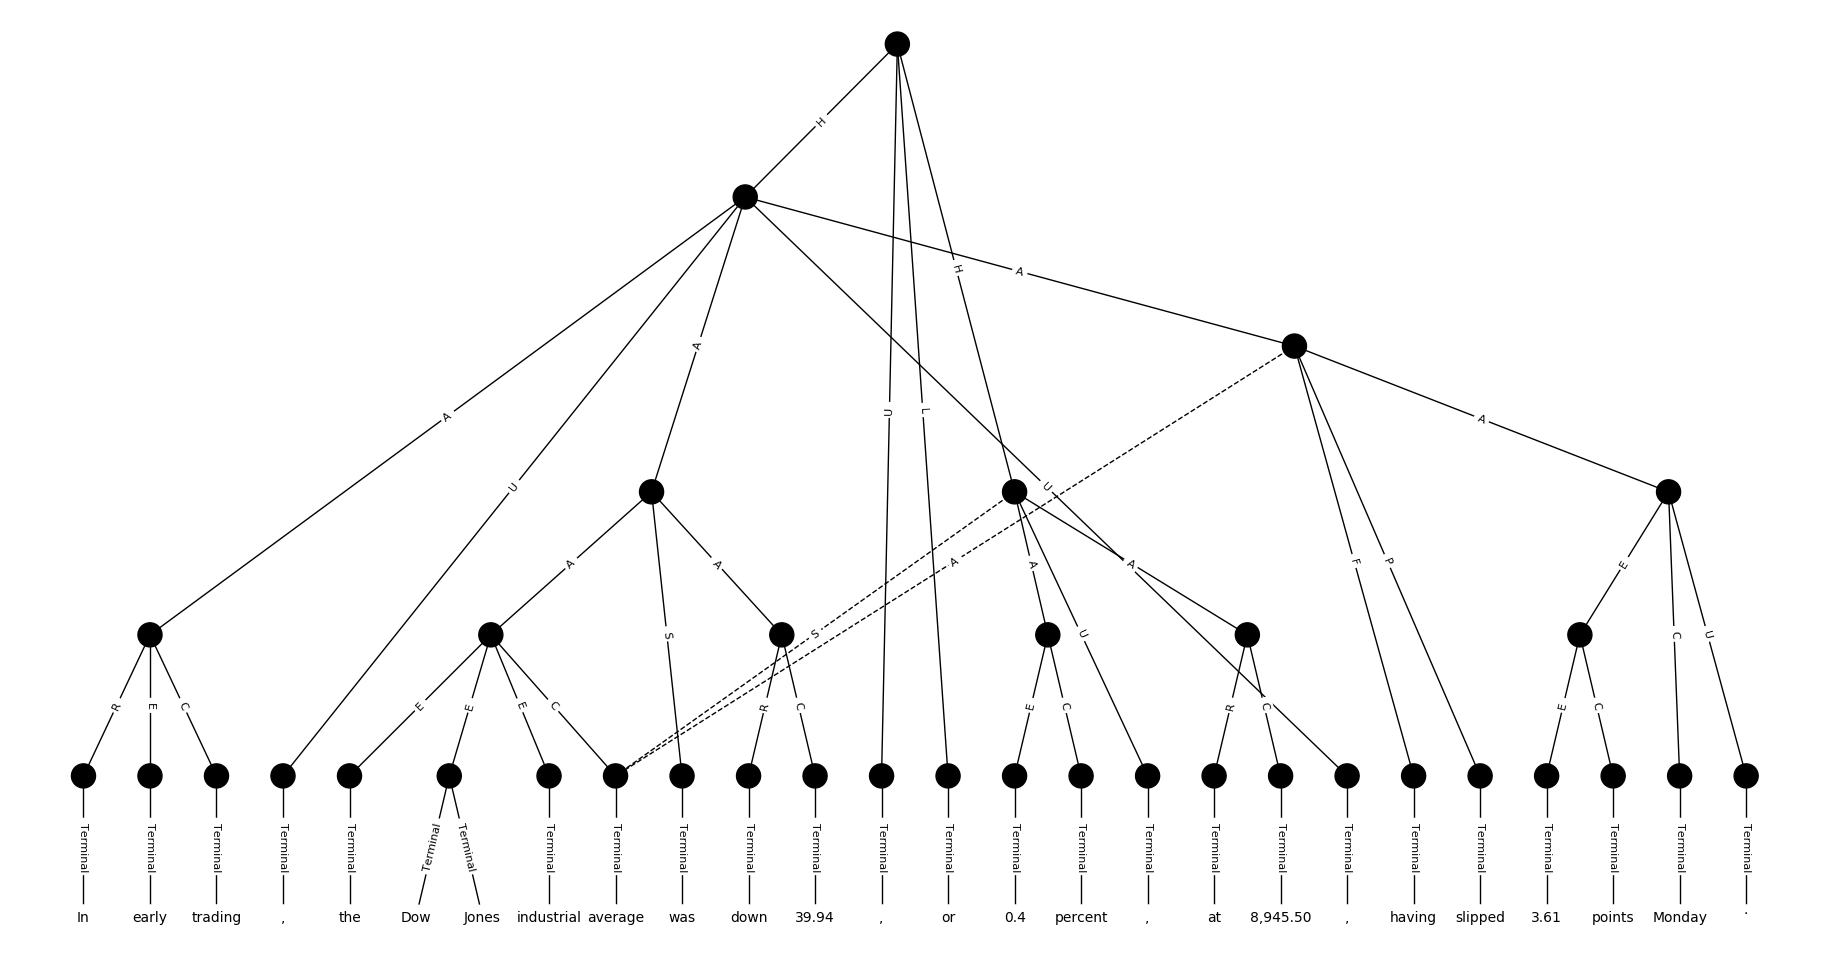 H
A
H
A
A
U
L
A
U
U
A
A
S
A
A
F
P
E
S
A
U
C
U
R
E
C
E
E
E
C
R
C
E
C
R
C
E
C
Terminal Terminal Terminal Terminal Terminal Terminal Terminal Terminal Terminal Terminal Terminal Terminal Terminal Terminal Terminal Terminal Terminal Terminal Terminal Terminal Terminal Terminal Terminal Terminal Terminal Terminal
In early trading , the Dow Jones industrial average was down 39.94 , or 0.4 percent , at 8,945.50 , having slipped 3.61 points Monday .